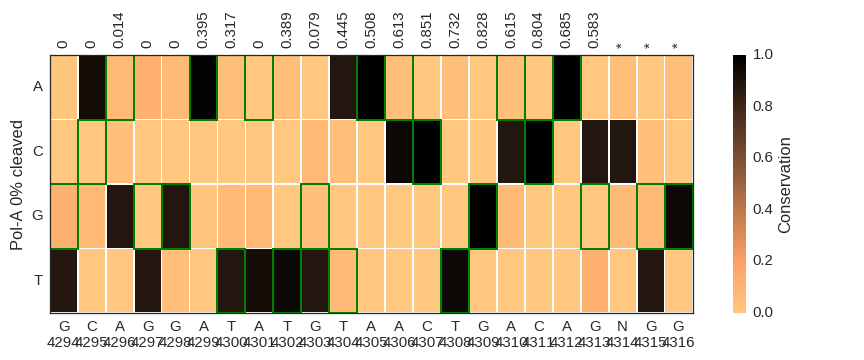 0 0 0.014 0 0 0.395 0.317 0 0.389 0.079 0.445 0.508 0.613 0.851 0.732 0.828 0.615 0.804 0.685 0.583 * * *
Pol-A 0% cleaved
A
C
G
T
G C A G G A T A T G T A A C T G A C A G N G G
4294 4295 4296 4297 4298 4299 4300 4301 4302 4303 4304 4305 4306 4307 4308 4309 4310 4311 4312 4313 4314 4315 4316
1.0
0.8
0.6
0.4
0.2
0.0
Conservation